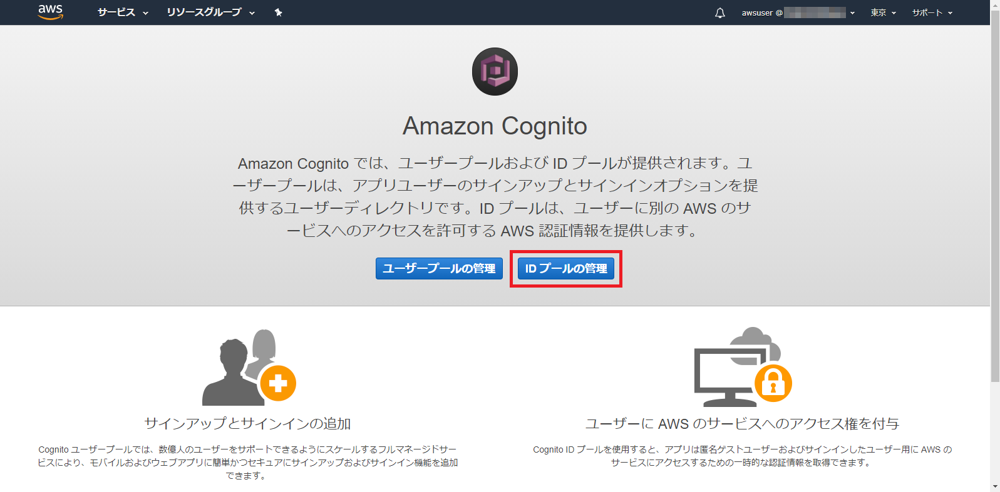 aws サービス リソースグループ awsuser @ 東京 サポート
Amazon Cognito
Amazon Cognito では、ユーザープールおよび ID プールが提供されます。ユ
ーザープールは、アプリユーザーのサインアップとサインインオプションを提
供するユーザーディレクトリです。ID プールは、ユーザーに別の AWS のサ
ービスへのアクセスを許可する AWS 認証情報を提供します。
ユーザープールの管理 ID プールの管理
サインアップとサインインの追加
Cognito ユーザープールでは、数億人のユーザーをサポートできるようにスケールするフルマネージドサー
ビスにより、モバイルおよびウェブアプリに簡単かつセキュアにサインアップおよびサインイン機能を追加
できます。
ユーザーに AWS のサービスへのアクセス権を付与
Cognito ID プールを使用すると、アプリは匿名ゲストユーザーおよびサインインしたユーザー用に AWS の
サービスにアクセスするための一時的な認証情報を取得できます。